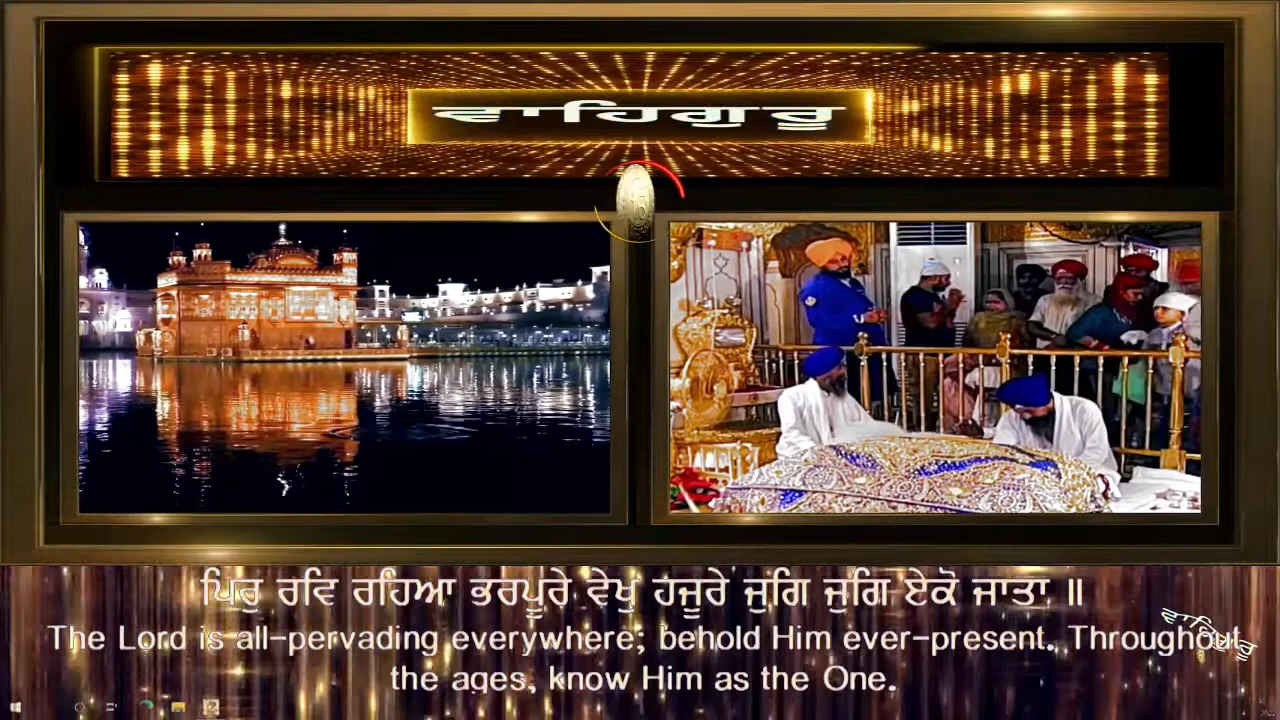 ਵਾਹਿਗੁਰੂ
ਪਿਰੁ ਰਵਿ ਰਹਿਆ ਭਰਪੂਰੇ ਵੇਖੁ ਹਜੂਰੇ ਜੁਗਿ ਜੁਗਿ ਏਕੋ ਜਾਤਾ ॥
The Lord is all-pervading everywhere; behold Him ever-present. Throughout
the ages, know Him as the One.
ਵਾਹਿਗੁਰੂ